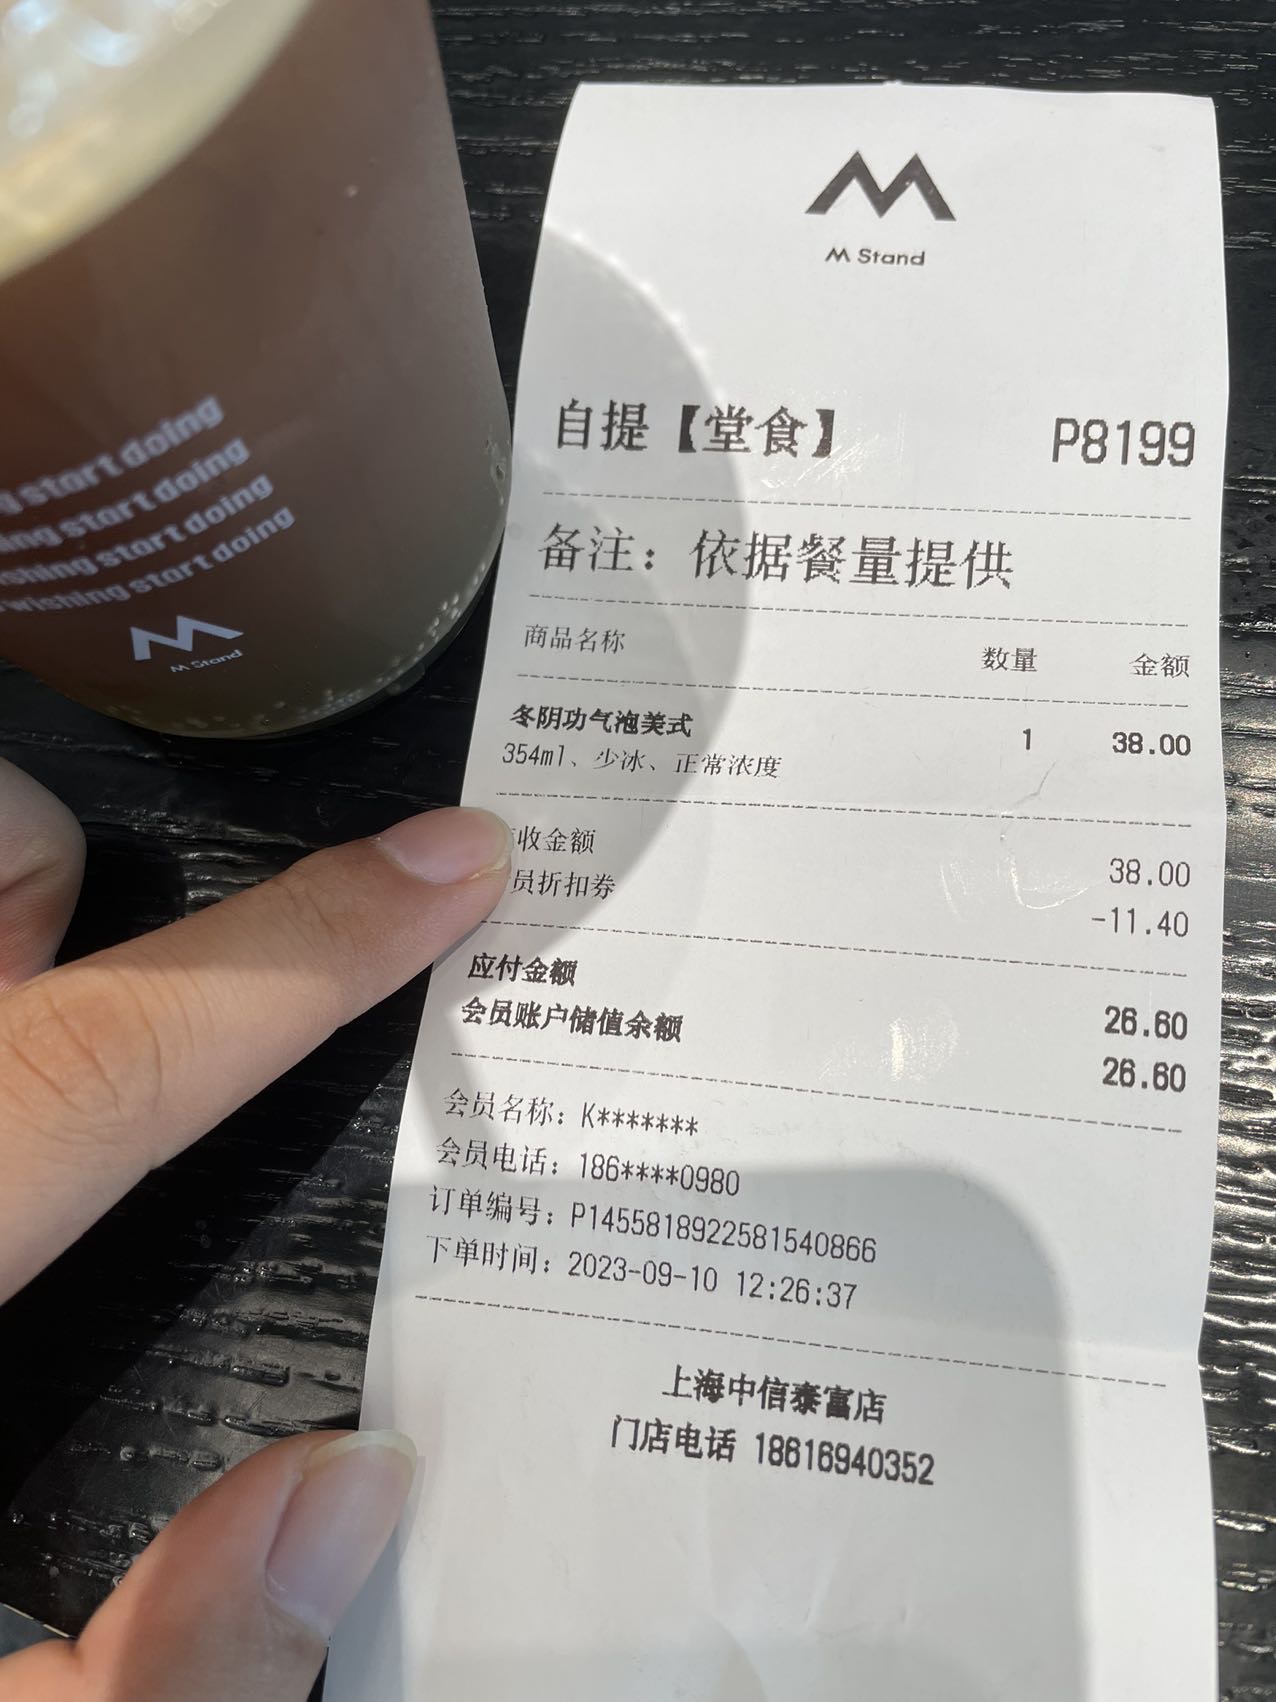 M Stand
自提【堂食】 P8199
备注：依据餐量提供
商品名称 数量 金额
冬阴功气泡美式 1 38.00
354ml、少冰、正常浓度
收金额 38.00
员折扣券 -11.40
应付金额 26.60
会员账户储值余额 26.60
会员名称：K*******
会员电话：186****0980
订单编号：P1455818922581540866
下单时间：2023-09-10 12:26:37
上海中信泰富店
门店电话 18616940352
start doing
start doing
start doing
wishing start doing
M Stand